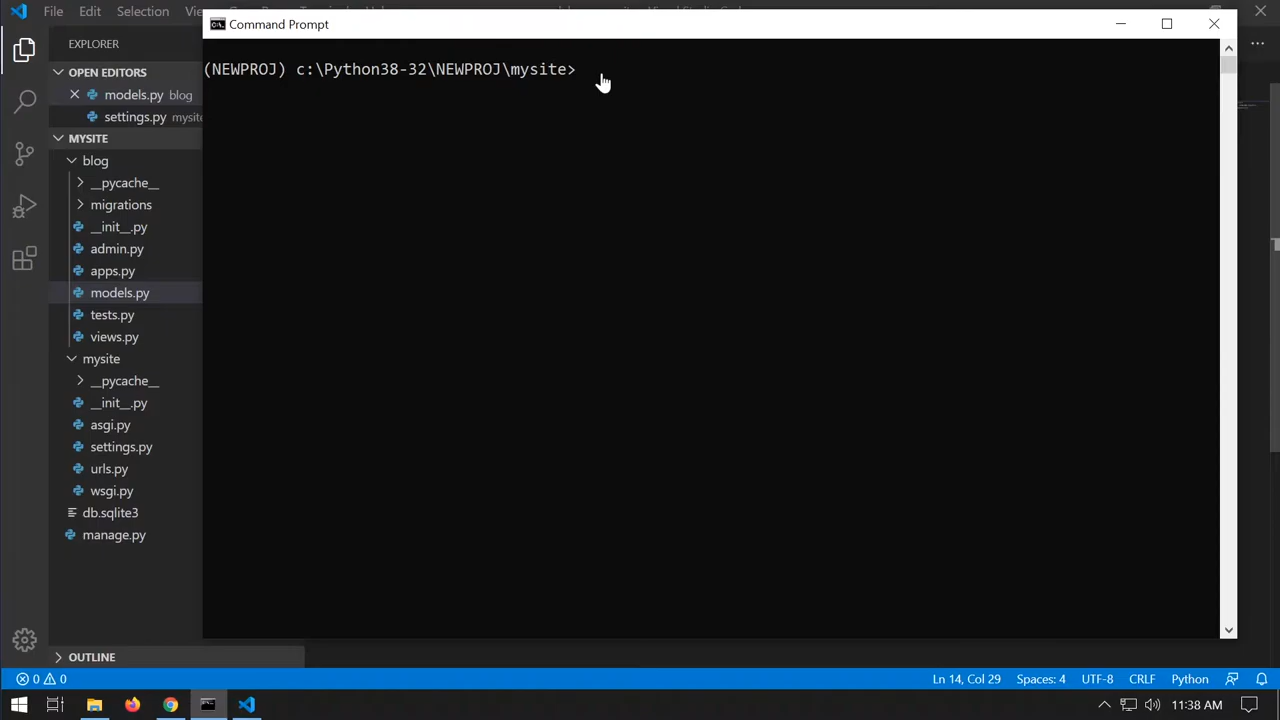 File Edit Selection
Command Prompt
(NEWPROJ) c:\Python38-32\NEWPROJ\mysite>
EXPLORER
OPEN EDITORS
models.py blog
settings.py mysite
MYSITE
blog
__pycache__
migrations
__init__.py
admin.py
apps.py
models.py
tests.py
views.py
mysite
__pycache__
__init__.py
asgi.py
settings.py
urls.py
wsgi.py
db.sqlite3
manage.py
OUTLINE
0 0
Ln 14, Col 29
Spaces: 4
UTF-8
CRLF
Python
11:38 AM